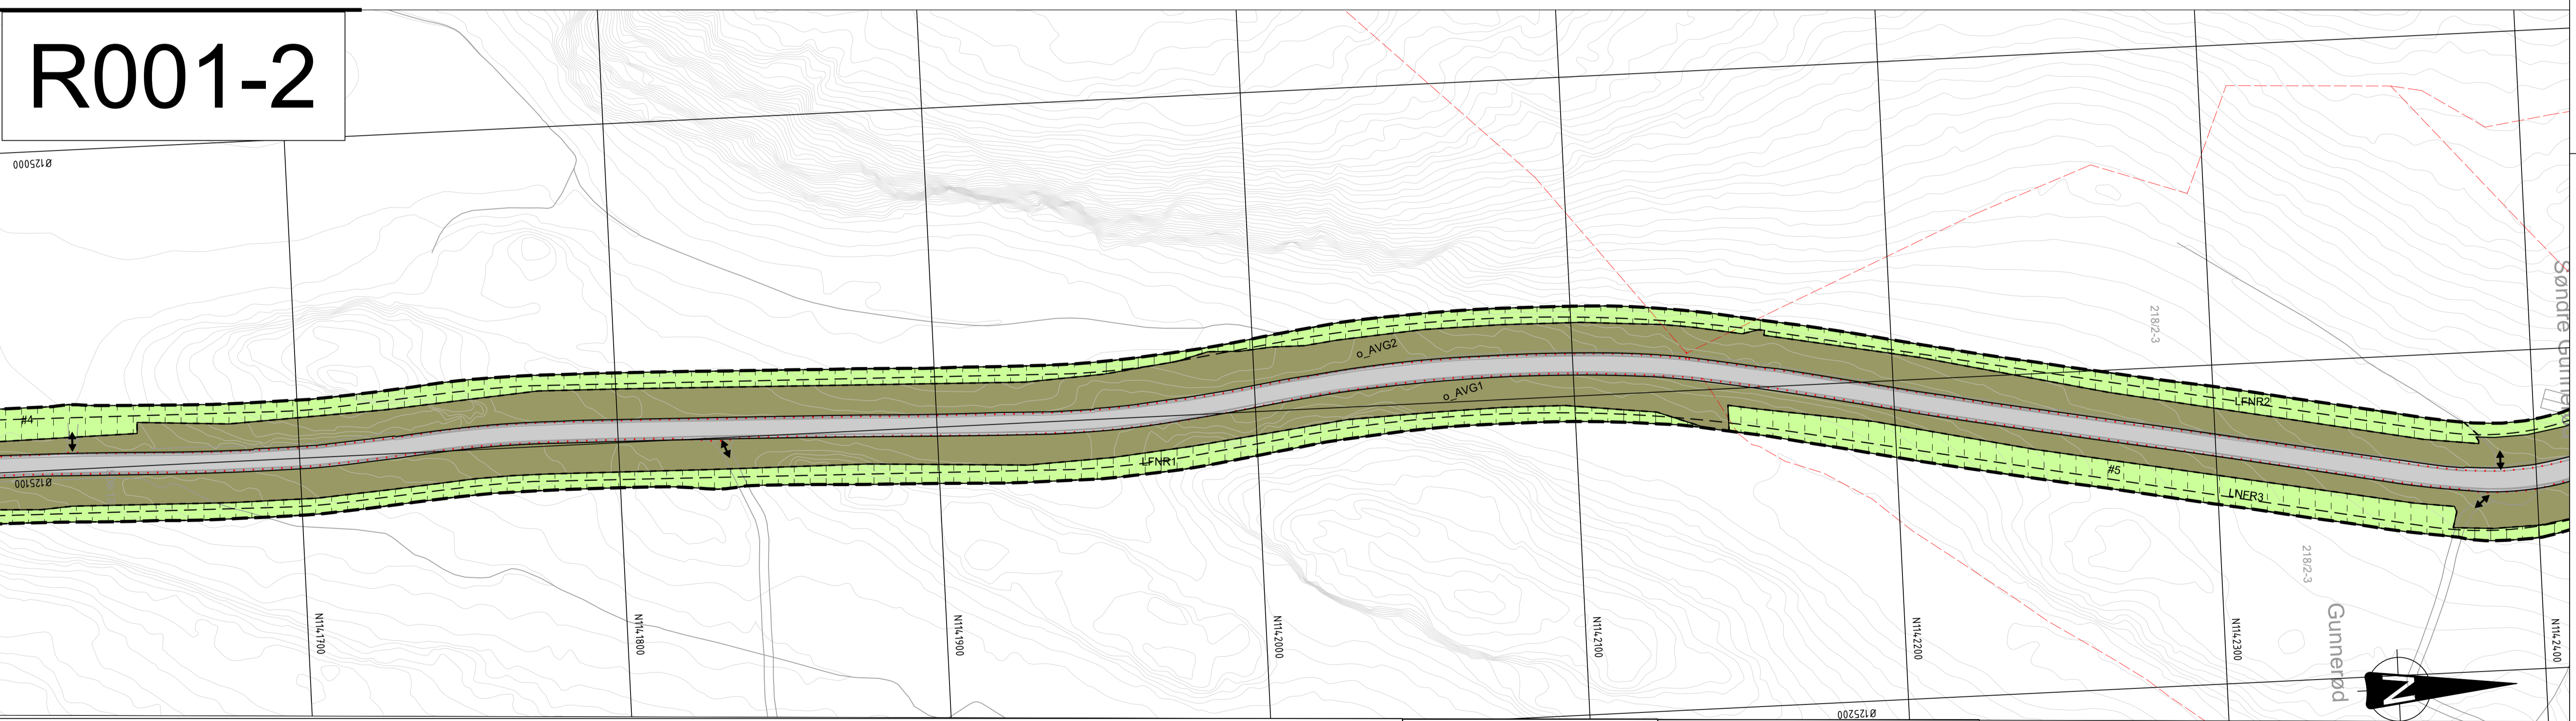 R001-2
Ø125000
Søndre Gunne
218/2-3
o_AVG2
o_AVG1
LFNR2
#4
LFNR1
#5
Ø125100
LNFR3
218/2-3
Gunnerød
N1141700
N1141800
N1141900
N1142000
N1142100
N1142200
N1142300
N1142400
N
Ø125200